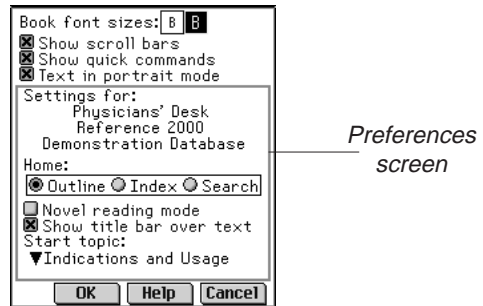 Book font sizes: B B
Show scroll bars
Show quick commands
Text in portrait mode
Settings for:
Physicians' Desk
Reference 2000
Demonstration Database
Home:
Outline Index Search
Novel reading mode
Show title bar over text
Start topic:
▼Indications and Usage
OK Help Cancel
Preferences
screen